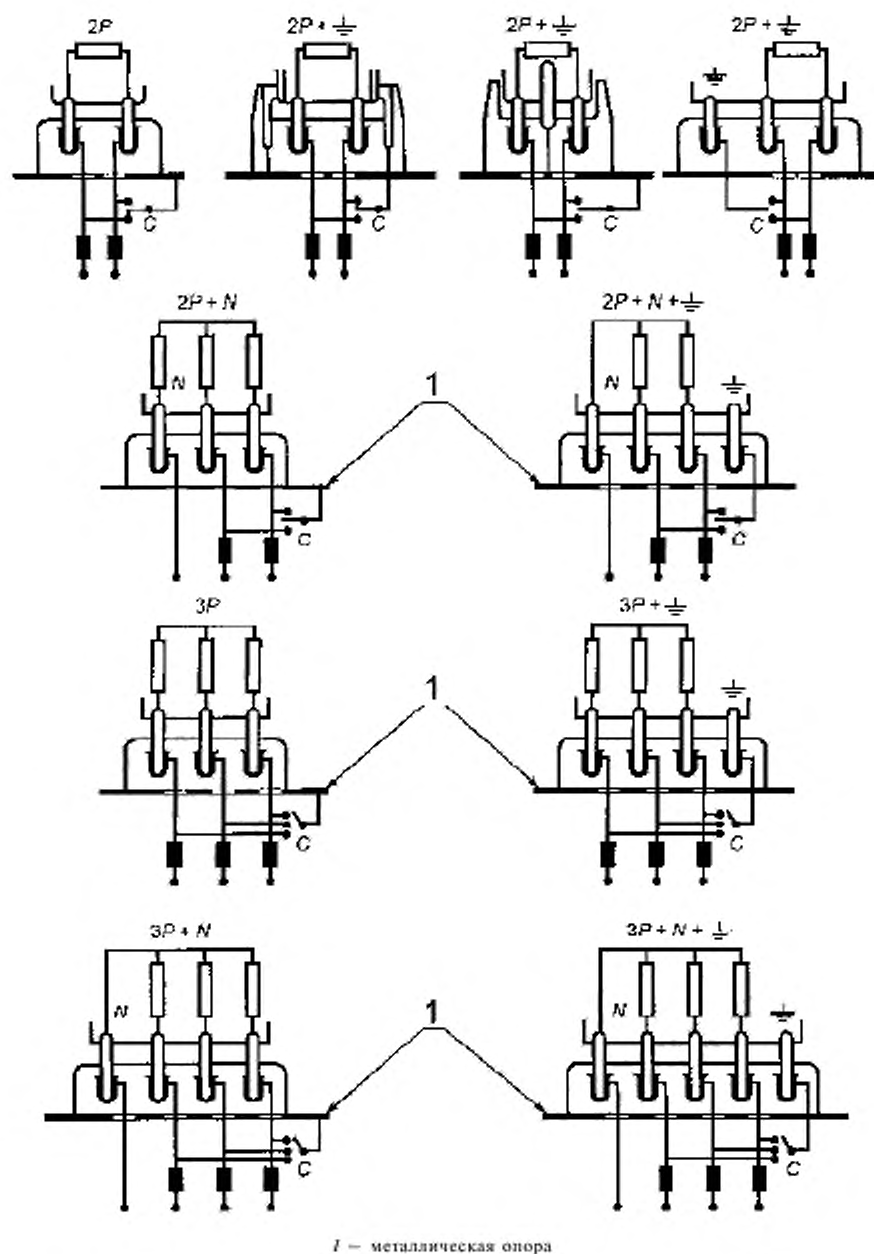 2P 2P + ⏚ 2P + ⏚ 2P + ⏚
⏚
C C C C
2P + N 2P + N + ⏚
1
N N ⏚
C C
3P 3P + ⏚
1
⏚
C C
3P + N 3P + N + ⏚
1
N N ⏚
C C
1 — металлическая опора